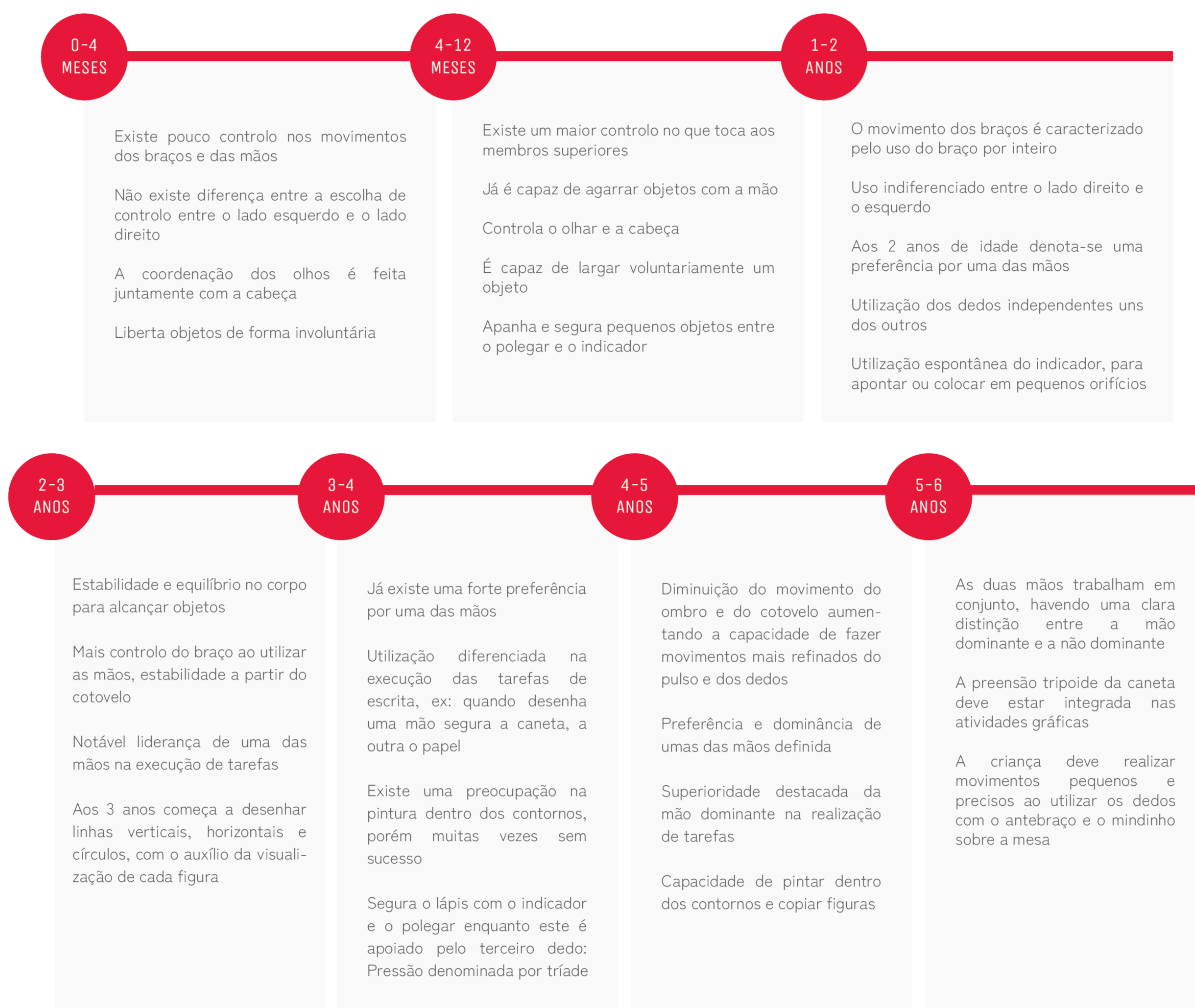 0-4
MESES
Existe pouco controlo nos movimentos
dos braços e das mãos
Não existe diferença entre a escolha de
controlo entre o lado esquerdo e o lado
direito
A coordenação dos olhos é feita
juntamente com a cabeça
Liberta objetos de forma involuntária
4-12
MESES
Existe um maior controlo no que toca aos
membros superiores
Já é capaz de agarrar objetos com a mão
Controla o olhar e a cabeça
É capaz de largar voluntariamente um
objeto
Apanha e segura pequenos objetos entre
o polegar e o indicador
1-2
ANOS
O movimento dos braços é caracterizado
pelo uso do braço por inteiro
Uso indiferenciado entre o lado direito e
o esquerdo
Aos 2 anos de idade denota-se uma
preferência por uma das mãos
Utilização dos dedos independentes uns
dos outros
Utilização espontânea do indicador, para
apontar ou colocar em pequenos orifícios
2-3
ANOS
Estabilidade e equilíbrio no corpo
para alcançar objetos
Mais controlo do braço ao utilizar
as mãos, estabilidade a partir do
cotovelo
Notável liderança de uma das
mãos na execução de tarefas
Aos 3 anos começa a desenhar
linhas verticais, horizontais e
círculos, com o auxílio da visuali-
zação de cada figura
3-4
ANOS
Já existe uma forte preferência
por uma das mãos
Utilização diferenciada na
execução das tarefas de
escrita, ex: quando desenha
uma mão segura a caneta, a
outra o papel
Existe uma preocupação na
pintura dentro dos contornos,
porém muitas vezes sem
sucesso
Segura o lápis com o indicador
e o polegar enquanto este é
apoiado pelo terceiro dedo:
Pressão denominada por tríade
4-5
ANOS
Diminuição do movimento do
ombro e do cotovelo aumen-
tando a capacidade de fazer
movimentos mais refinados do
pulso e dos dedos
Preferência e dominância de
umas das mãos definida
Superioridade destacada da
mão dominante na realização
de tarefas
Capacidade de pintar dentro
dos contornos e copiar figuras
5-6
ANOS
As duas mãos trabalham em
conjunto, havendo uma clara
distinção entre a mão
dominante e a não dominante
A preensão tripoide da caneta
deve estar integrada nas
atividades gráficas
A criança deve realizar
movimentos pequenos e
precisos ao utilizar os dedos
com o antebraço e o mindinho
sobre a mesa